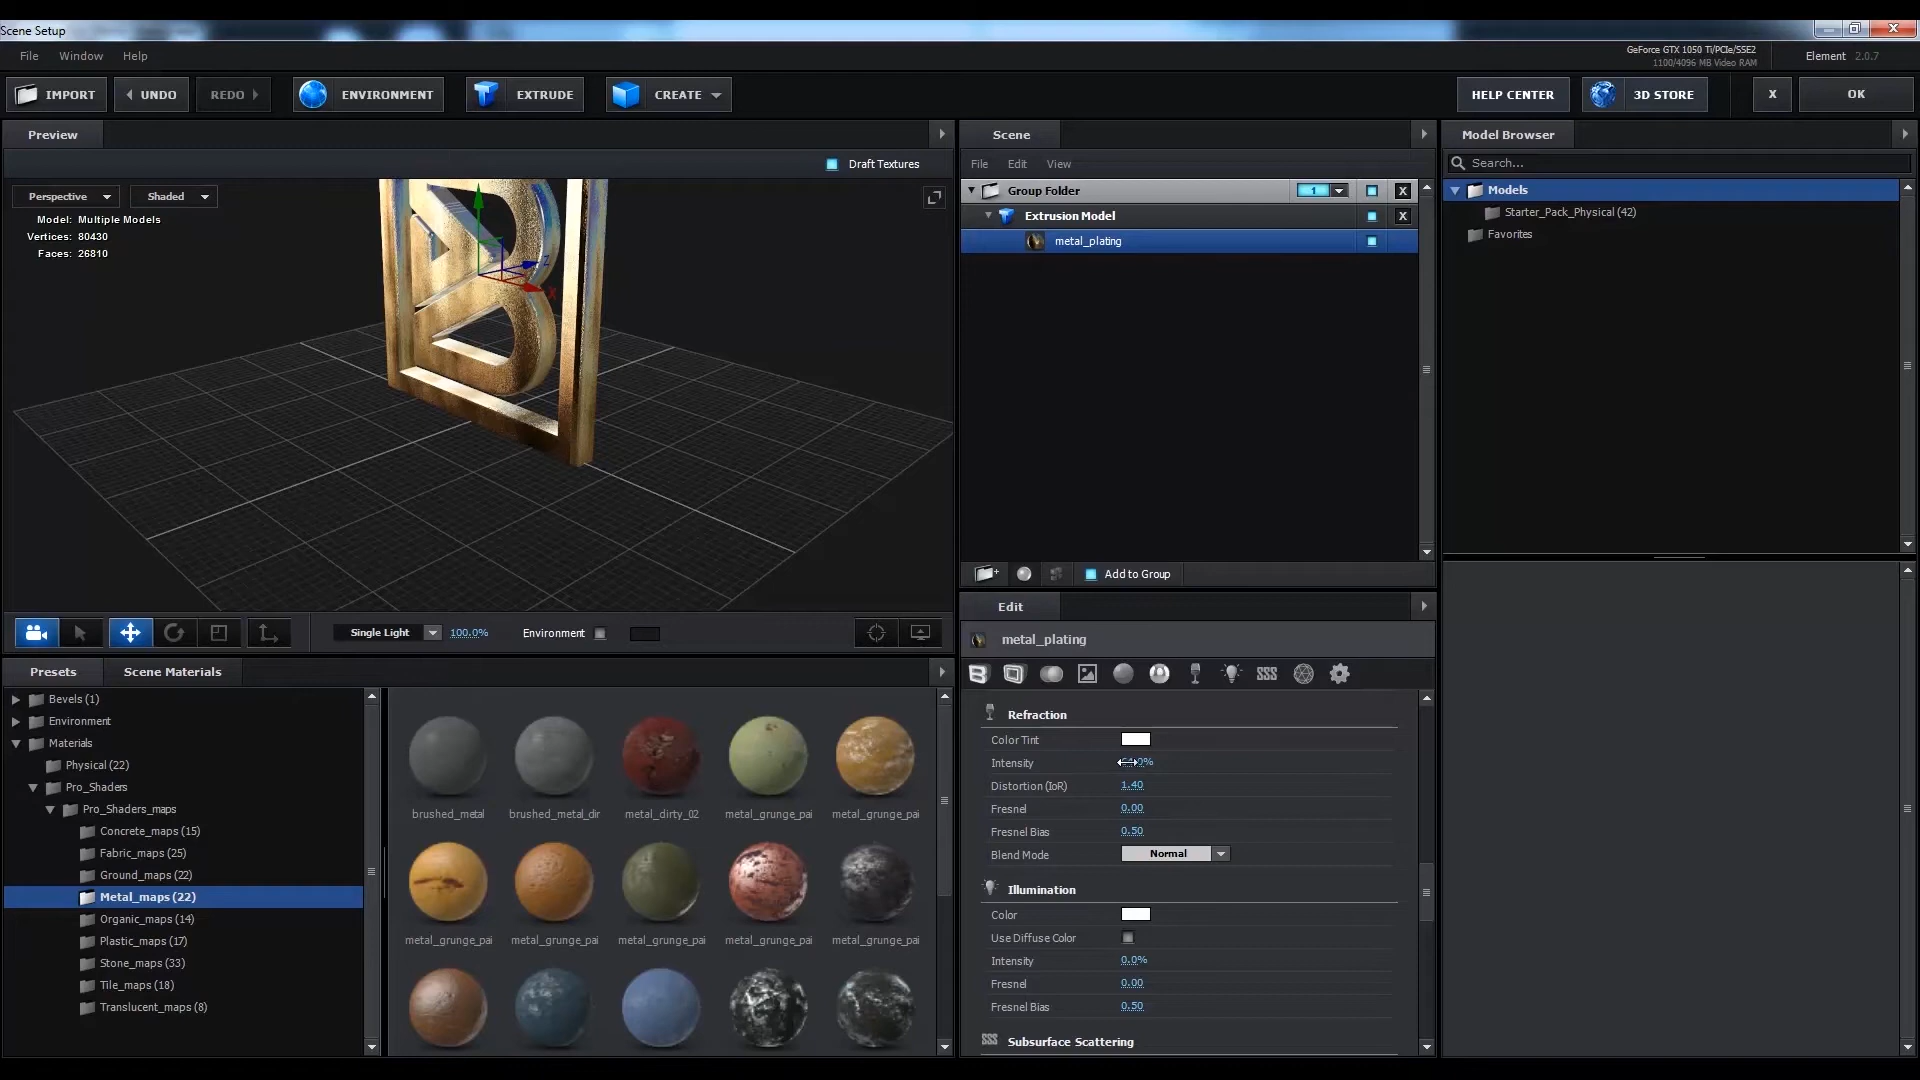 Scene Setup
File Window Help
GeForce GTX 1050 Ti/PCIe/SSE2
1100/4096 MB Video RAM
Element 2.0.7
IMPORT UNDO REDO ENVIRONMENT EXTRUDE CREATE HELP CENTER 3D STORE X OK
Preview
Draft Textures
Perspective Shaded
Model: Multiple Models
Vertices: 80430
Faces: 26810
Z
X
Single Light 100.0% Environment
Presets Scene Materials
Bevels (1)
Environment
Materials
Physical (22)
Pro_Shaders
Pro_Shaders_maps
Concrete_maps (15)
Fabric_maps (25)
Ground_maps (22)
Metal_maps (22)
Organic_maps (14)
Plastic_maps (17)
Stone_maps (33)
Tile_maps (18)
Translucent_maps (8)
brushed_metal brushed_metal_dir metal_dirty_02 metal_grunge_pai metal_grunge_pai
metal_grunge_pai metal_grunge_pai metal_grunge_pai metal_grunge_pai metal_grunge_pai
Scene
File Edit View
Group Folder 1 X
Extrusion Model X
metal_plating
Add to Group
Edit
metal_plating
Refraction
Color Tint
Intensity
Distortion (IoR) 1.40
Fresnel 0.00
Fresnel Bias 0.50
Blend Mode Normal
Illumination
Color
Use Diffuse Color
Intensity 0.0%
Fresnel 0.00
Fresnel Bias 0.50
Subsurface Scattering
Model Browser
Search...
Models
Starter_Pack_Physical (42)
Favorites